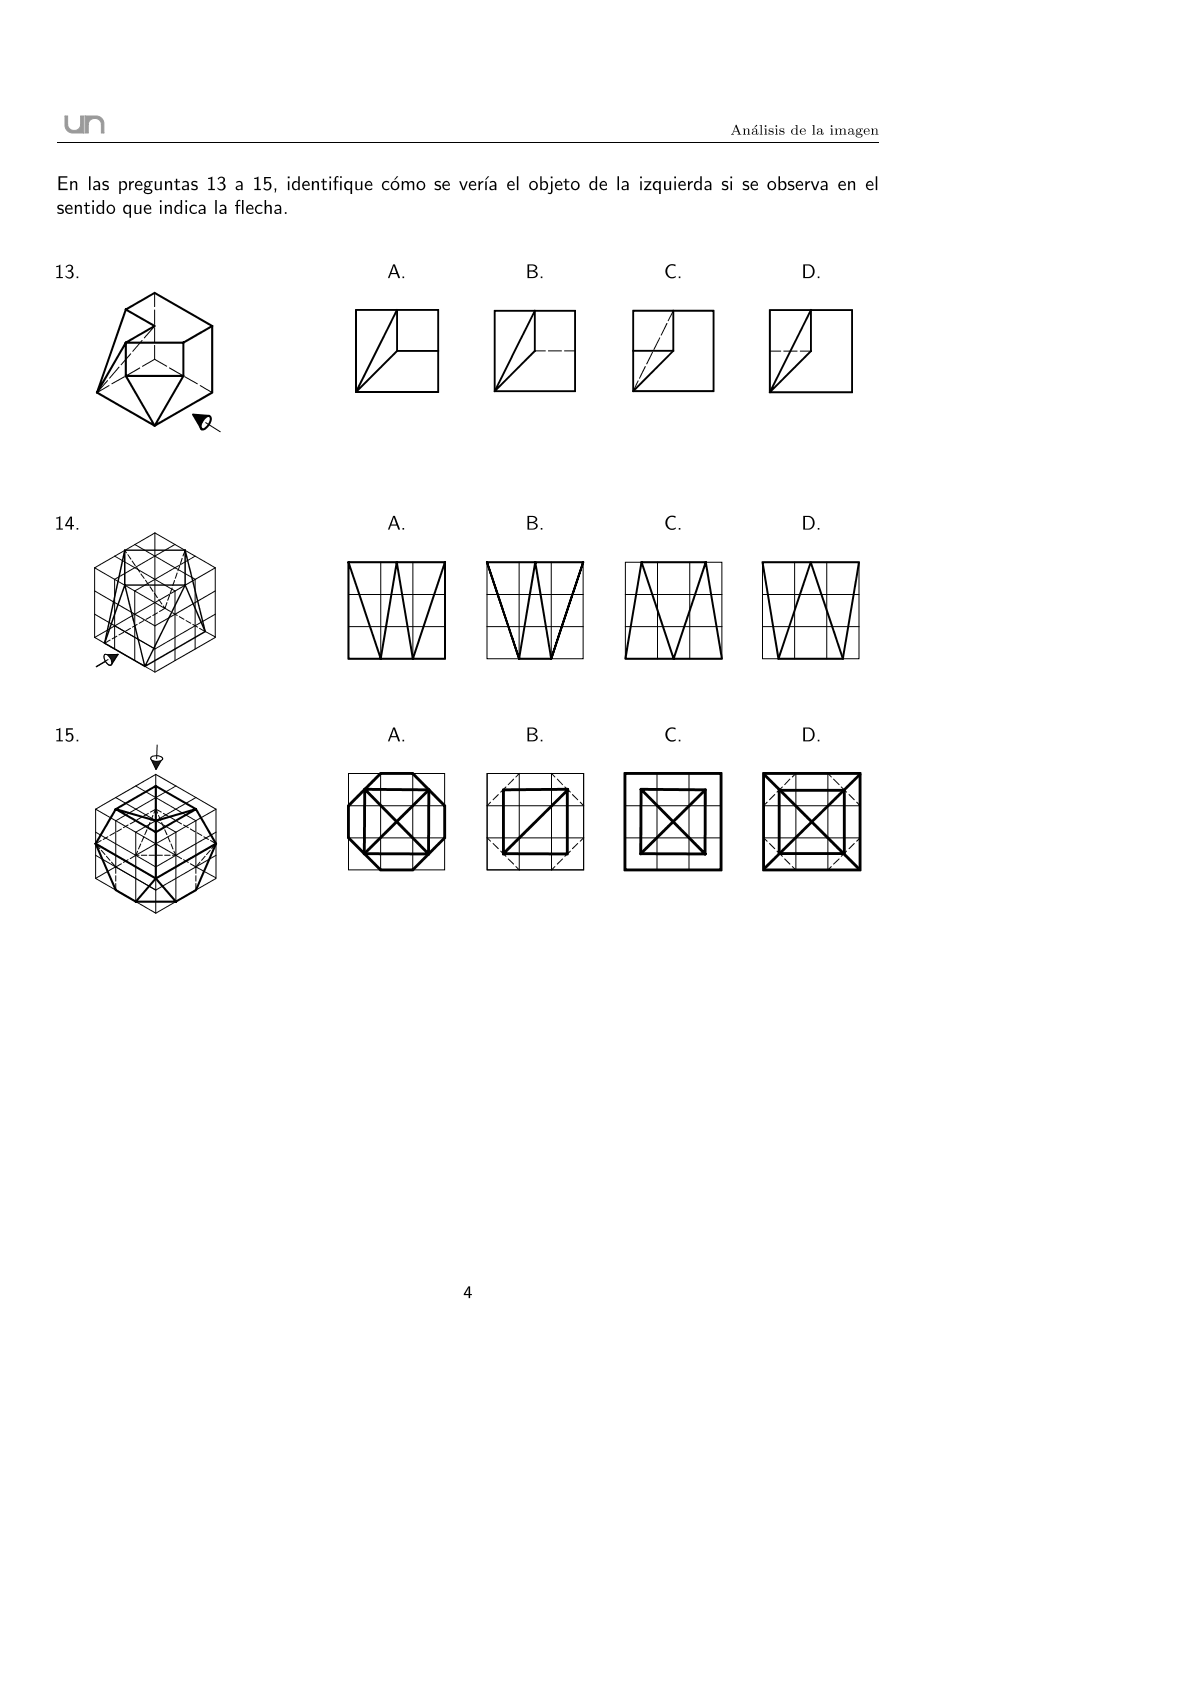 un
Análisis de la imagen
En las preguntas 13 a 15, identifique cómo se vería el objeto de la izquierda si se observa en el
sentido que indica la flecha.
13. A. B. C. D.
14. A. B. C. D.
15. A. B. C. D.
4